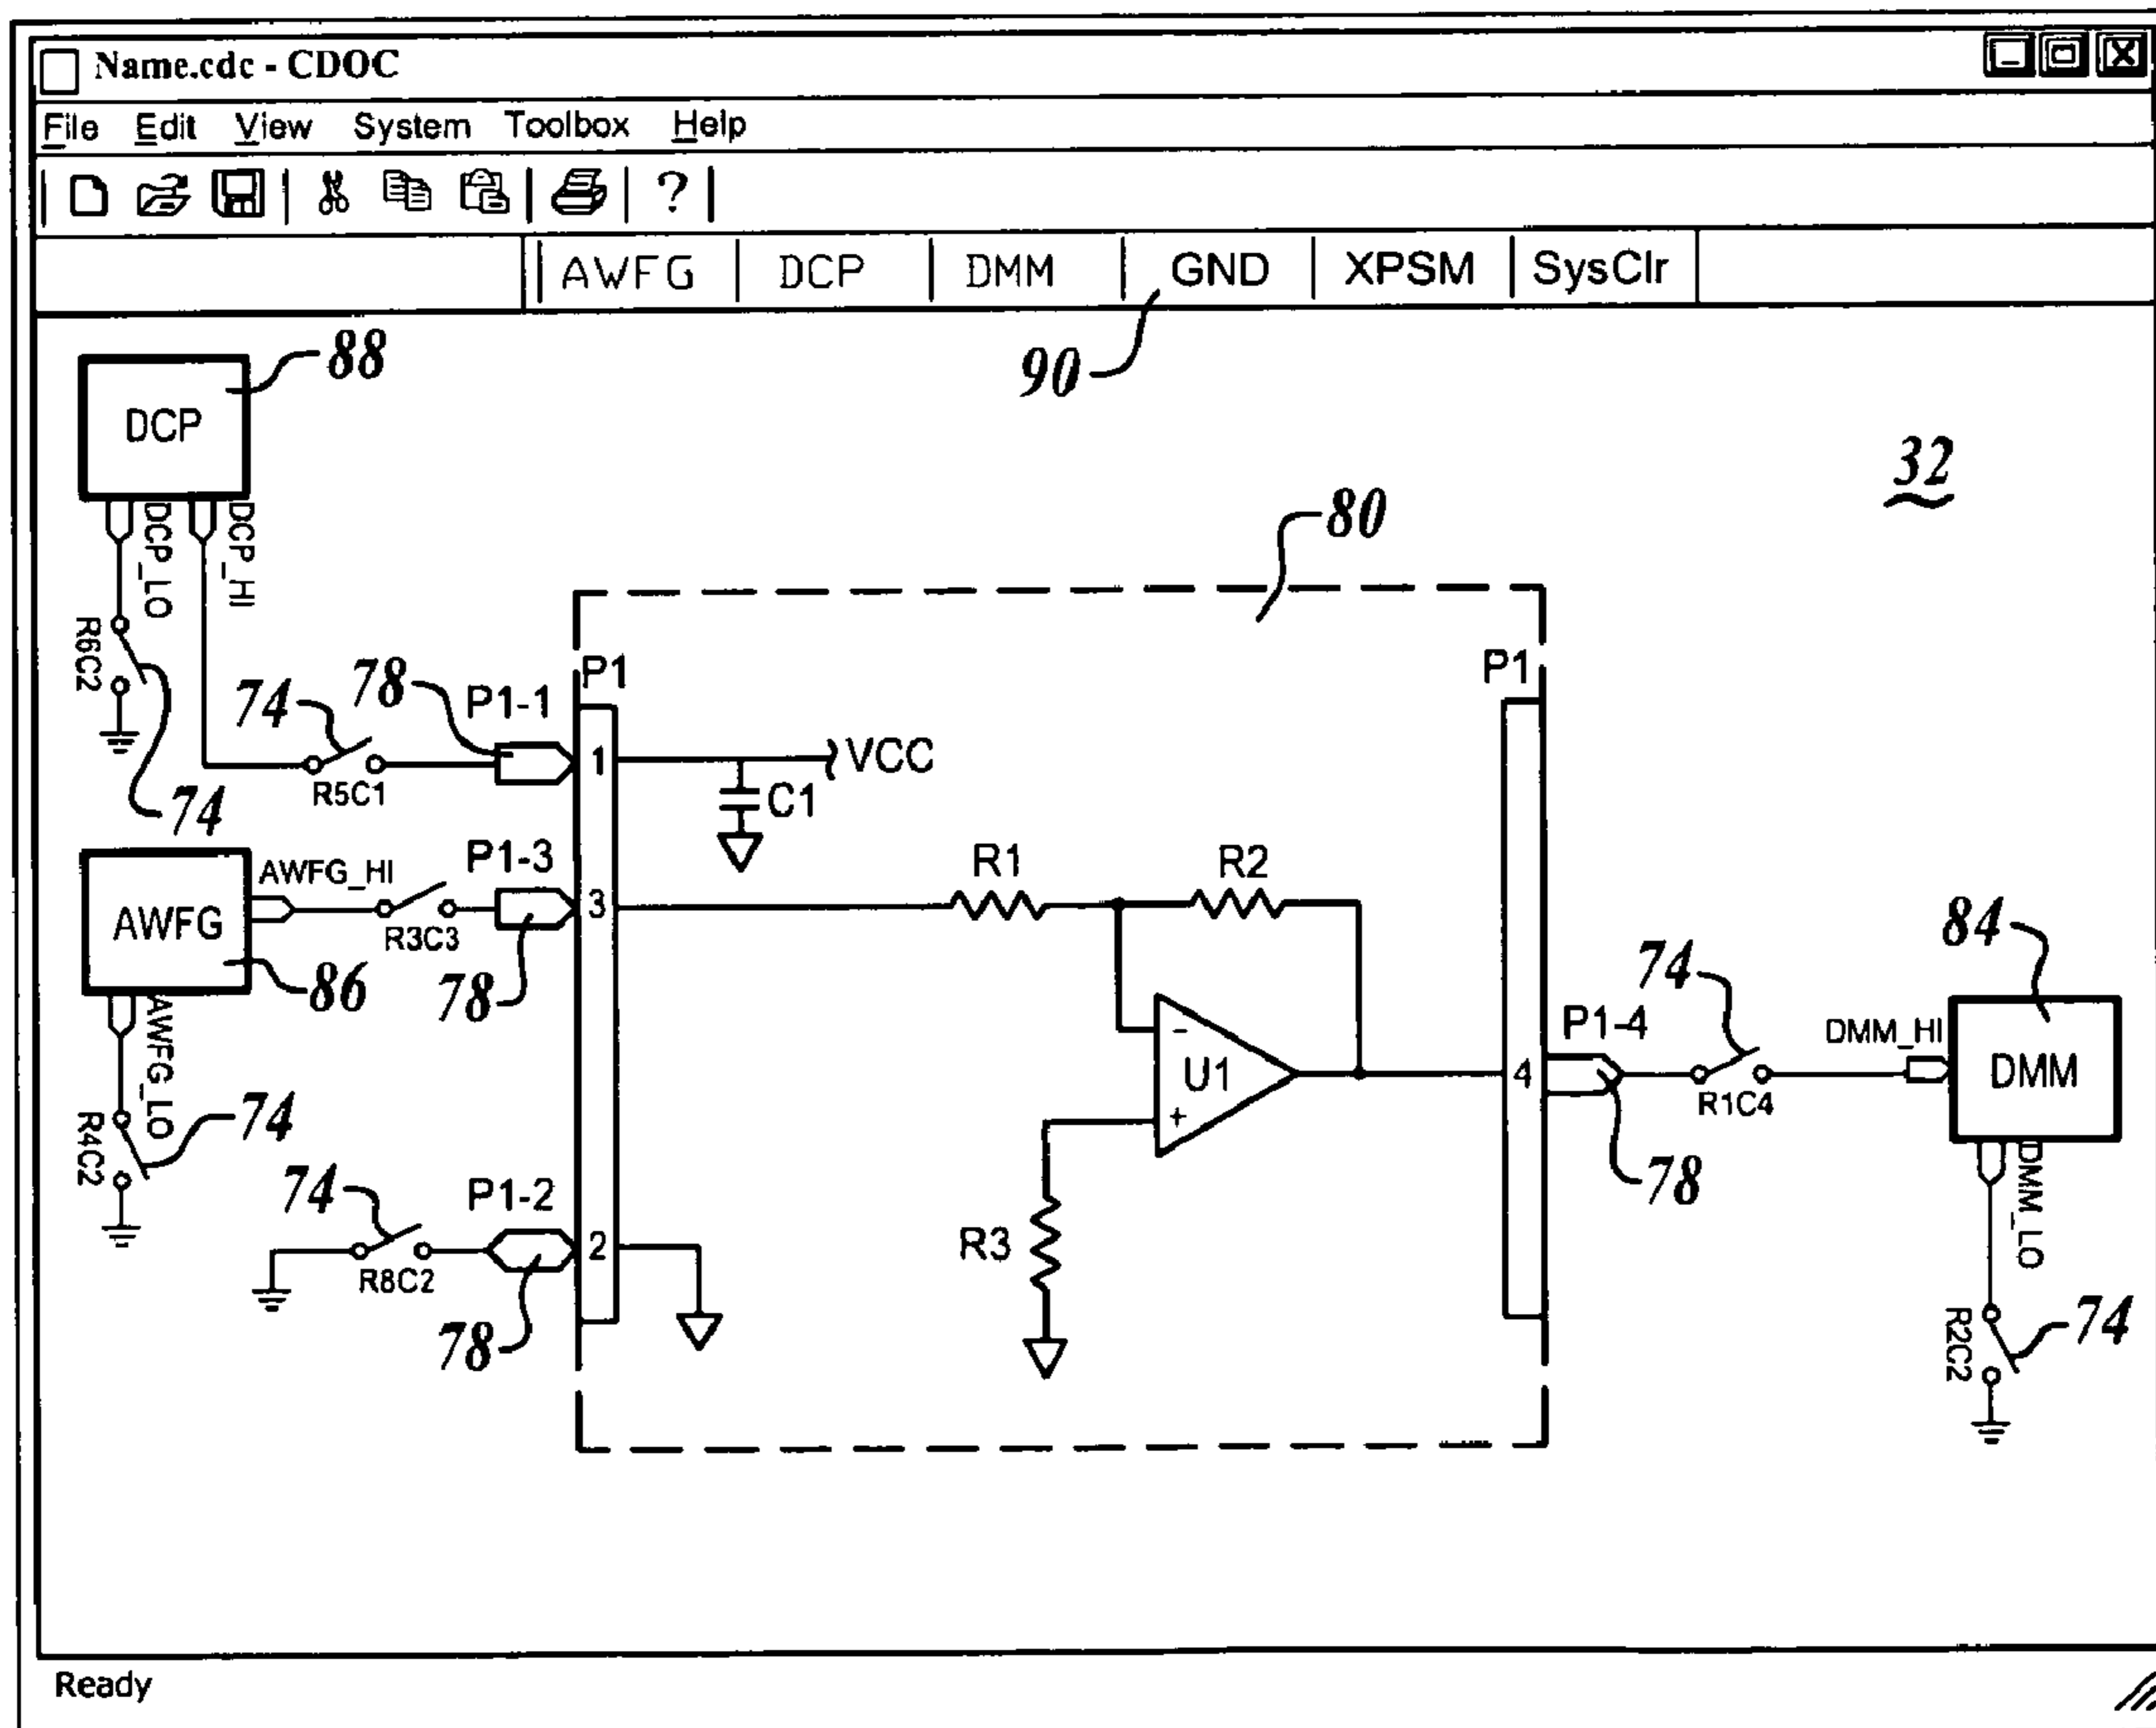 Name.cdc - CDOC
File Edit View System Toolbox Help
?
AWFG DCP DMM GND XPSM SysClr
88
90
DCP
32
DCP_LO
DCP_HI
80
R6C2
74
78
P1-1
P1
P1
1
VCC
R5C1
C1
74
P1-3
AWFG_HI
R1
R2
AWFG
3
R3C3
84
86
78
74
AWFG_LO
P1-4
DMM_HI
-
U1
4
DMM
R1C4
+
R4C2
74
78
74
P1-2
DMM_LO
R3
2
R8C2
78
R2C2
74
Ready